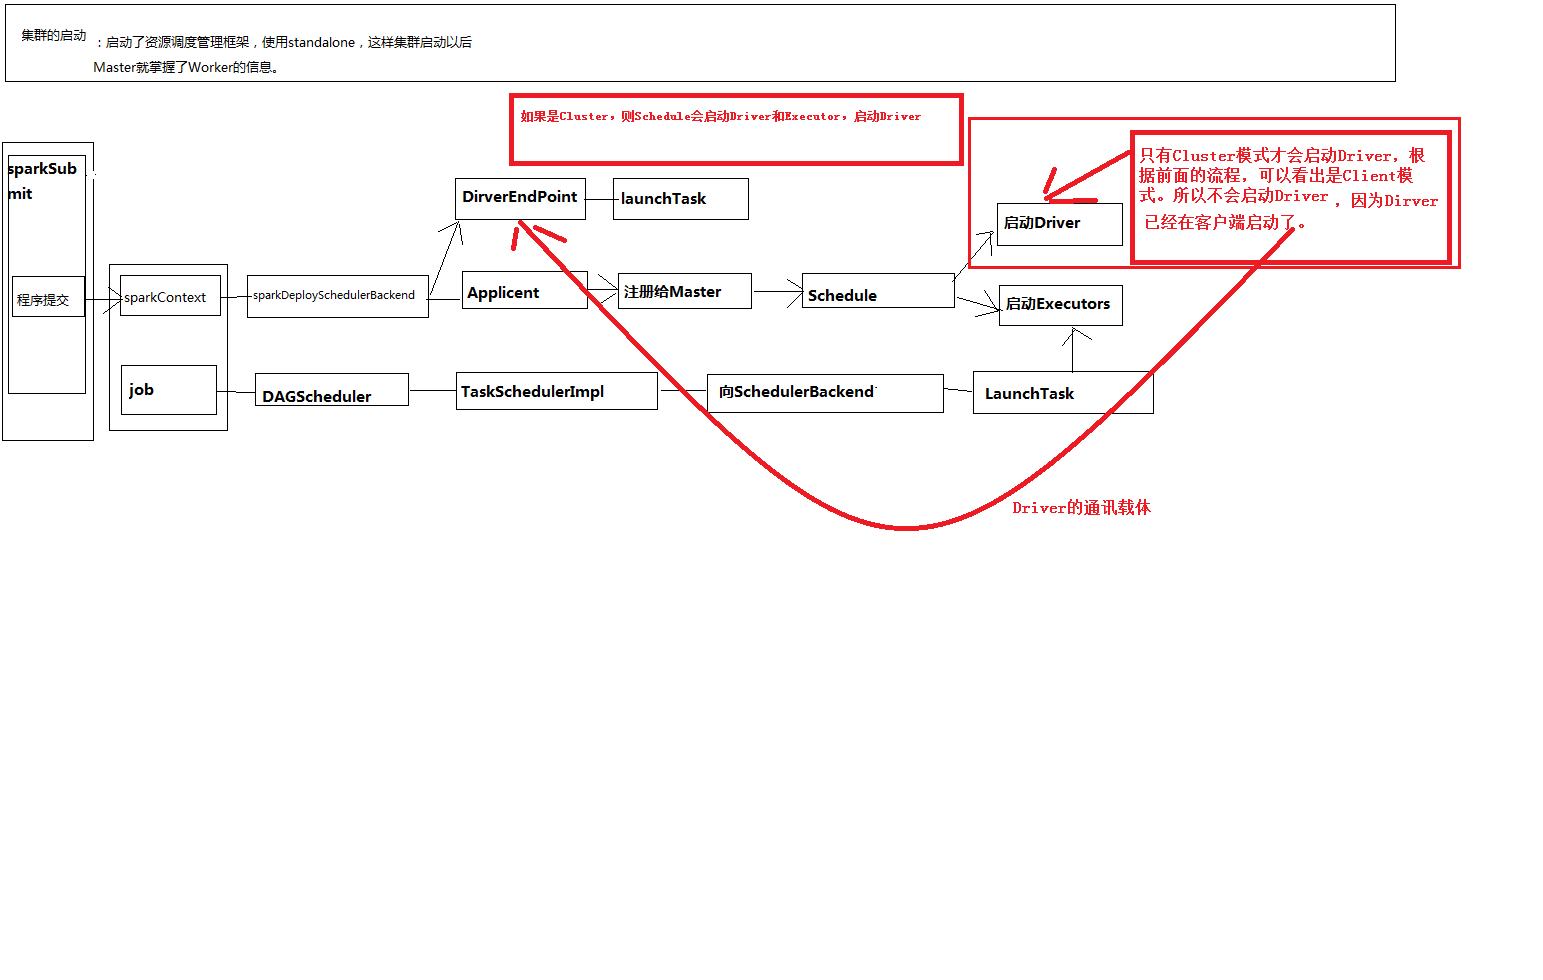 集群的启动
：启动了资源调度管理框架，使用standalone，这样集群启动以后
Master就掌握了Worker的信息。
如果是Cluster，则Schedule会启动Driver和Executor，启动Driver
只有Cluster模式才会启动Driver，根
据前面的流程，可以看出是Client模
式。所以不会启动Driver ，因为Dirver
已经在客户端启动了。
sparkSub
mit
DirverEndPoint
launchTask
启动Driver
程序提交
sparkContext
sparkDeploySchedulerBackend
Applicent
注册给Master
Schedule
启动Executors
job
DAGScheduler
TaskSchedulerImpl
向SchedulerBackend
LaunchTask
Driver的通讯载体